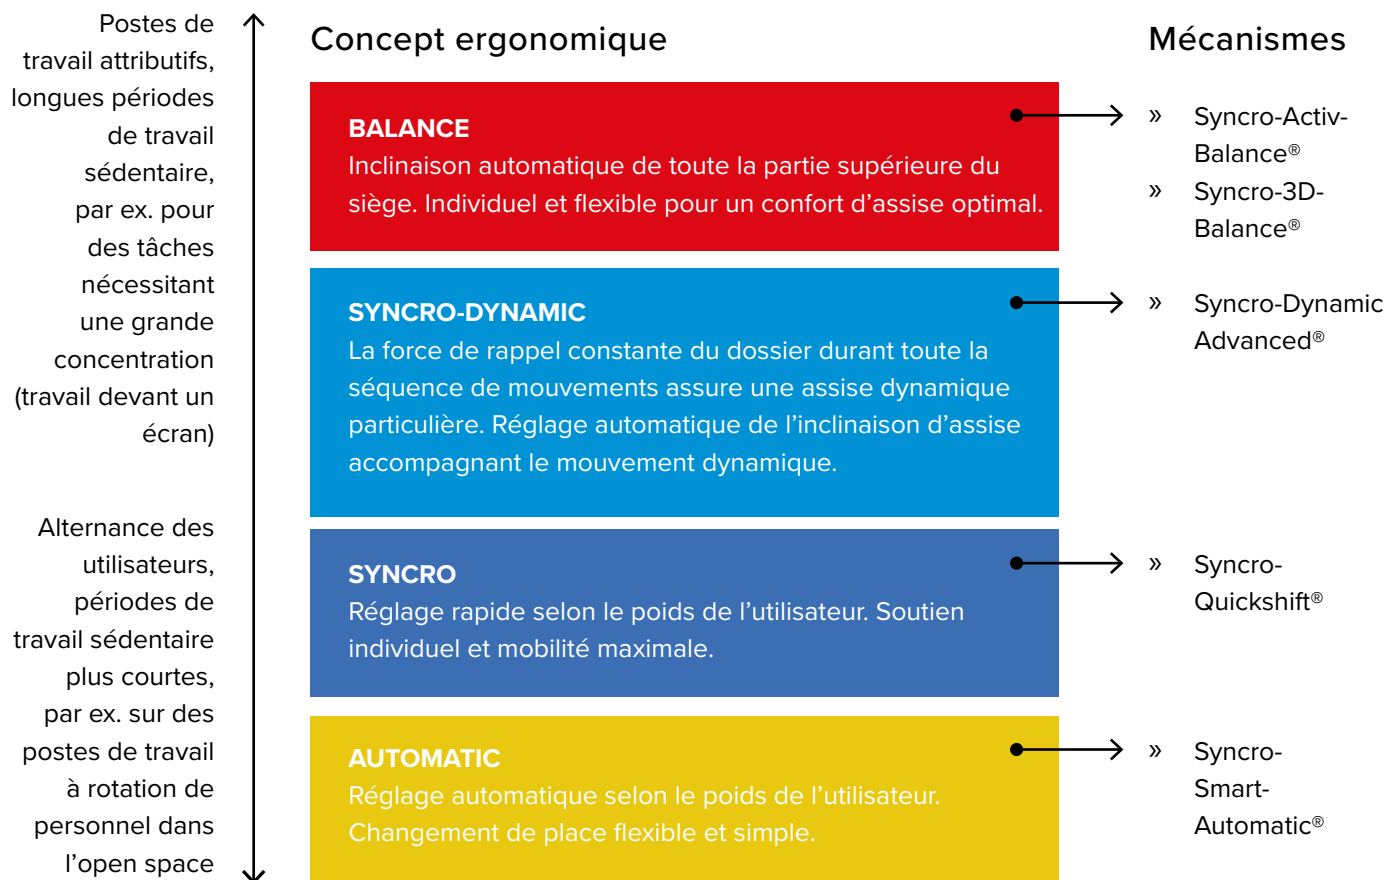 Postes de
travail attributifs,
longues périodes
de travail
sédentaire,
par ex. pour
des tâches
nécessitant
une grande
concentration
(travail devant un
écran)
Alternance des
utilisateurs,
périodes de
travail sédentaire
plus courtes,
par ex. sur des
postes de travail
à rotation de
personnel dans
l’open space
Concept ergonomique
BALANCE
Inclinaison automatique de toute la partie supérieure du
siège. Individuel et flexible pour un confort d’assise optimal.
SYNCRO-DYNAMIC
La force de rappel constante du dossier durant toute la
séquence de mouvements assure une assise dynamique
particulière. Réglage automatique de l’inclinaison d’assise
accompagnant le mouvement dynamique.
SYNCRO
Réglage rapide selon le poids de l’utilisateur. Soutien
individuel et mobilité maximale.
AUTOMATIC
Réglage automatique selon le poids de l’utilisateur.
Changement de place flexible et simple.
Mécanismes
» Syncro-Activ-
Balance®
» Syncro-3D-
Balance®
» Syncro-Dynamic
Advanced®
» Syncro-
Quickshift®
» Syncro-
Smart-
Automatic®